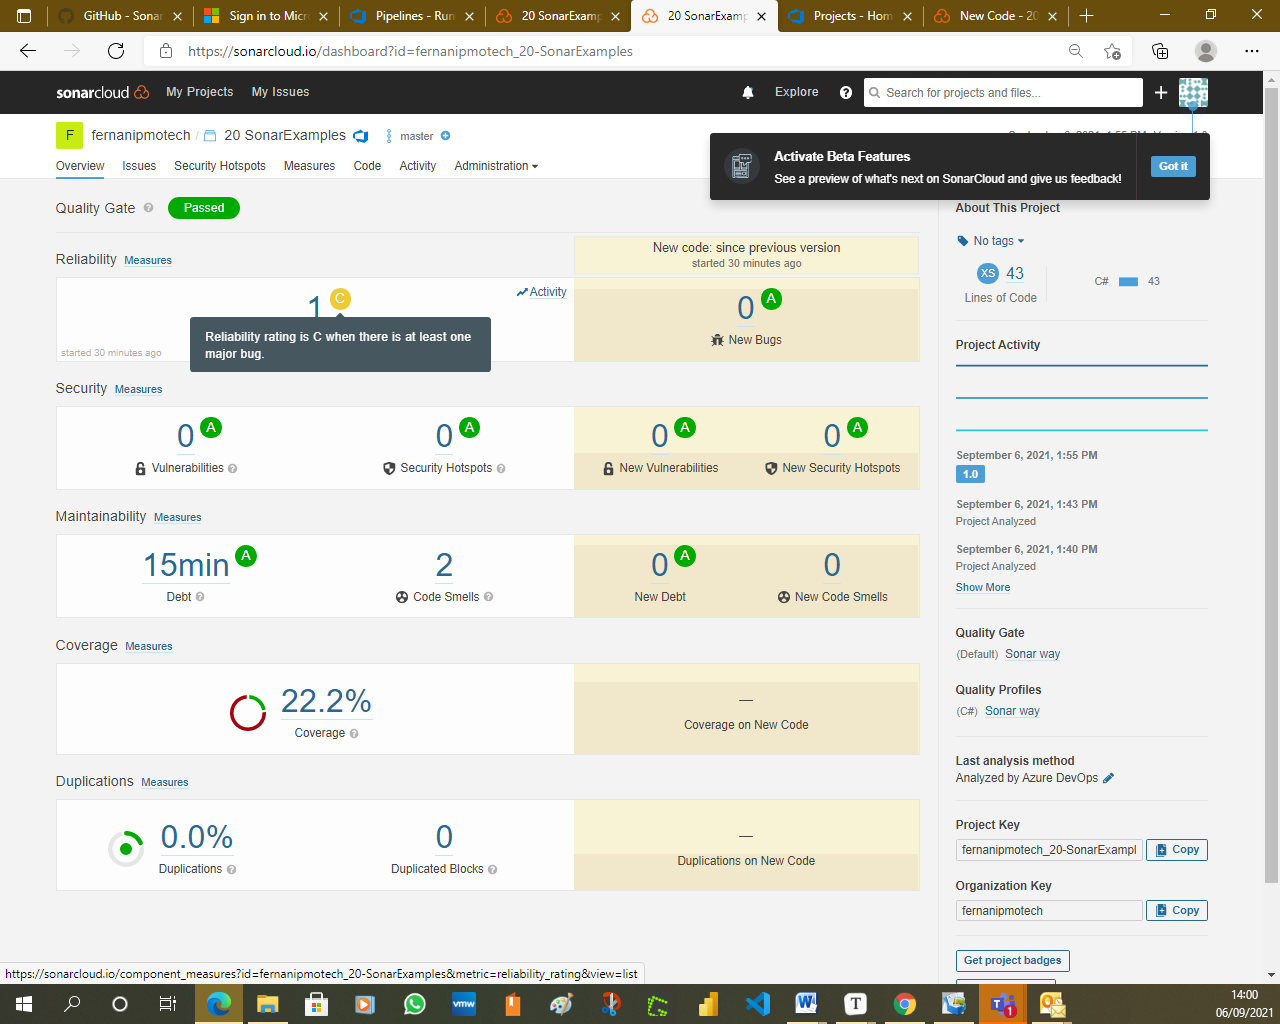 GitHub - Sonar
Sign in to Micr
Pipelines - Run
20 SonarExamp
20 SonarExamp
Projects - Hom
New Code - 20
https://sonarcloud.io/dashboard?id=fernanipmotech_20-SonarExamples
sonarcloud
My Projects
My Issues
Explore
Search for projects and files...
F
fernanipmotech / 20 SonarExamples
master
Overview
Issues
Security Hotspots
Measures
Code
Activity
Administration
Activate Beta Features
See a preview of what's next on SonarCloud and give us feedback!
Got it
Quality Gate
Passed
New code: since previous version
started 30 minutes ago
Reliability Measures
1 C
Activity
started 30 minutes ago
Reliability rating is C when there is at least one
major bug.
0 A
New Bugs
Security Measures
0 A
Vulnerabilities
0 A
Security Hotspots
0 A
New Vulnerabilities
0 A
New Security Hotspots
Maintainability Measures
15min A
Debt
2
Code Smells
0 A
New Debt
0
New Code Smells
Coverage Measures
22.2%
Coverage
—
Coverage on New Code
Duplications Measures
0.0%
Duplications
0
Duplicated Blocks
—
Duplications on New Code
About This Project
No tags
XS 43
Lines of Code
C# 43
Project Activity
September 6, 2021, 1:55 PM
1.0
September 6, 2021, 1:43 PM
Project Analyzed
September 6, 2021, 1:40 PM
Project Analyzed
Show More
Quality Gate
(Default) Sonar way
Quality Profiles
(C#) Sonar way
Last analysis method
Analyzed by Azure DevOps
Project Key
fernanipmotech_20-SonarExampl
Copy
Organization Key
fernanipmotech
Copy
Get project badges
https://sonarcloud.io/component_measures?id=fernanipmotech_20-SonarExamples&metric=reliability_rating&view=list
vmw
T
1
14:00
06/09/2021